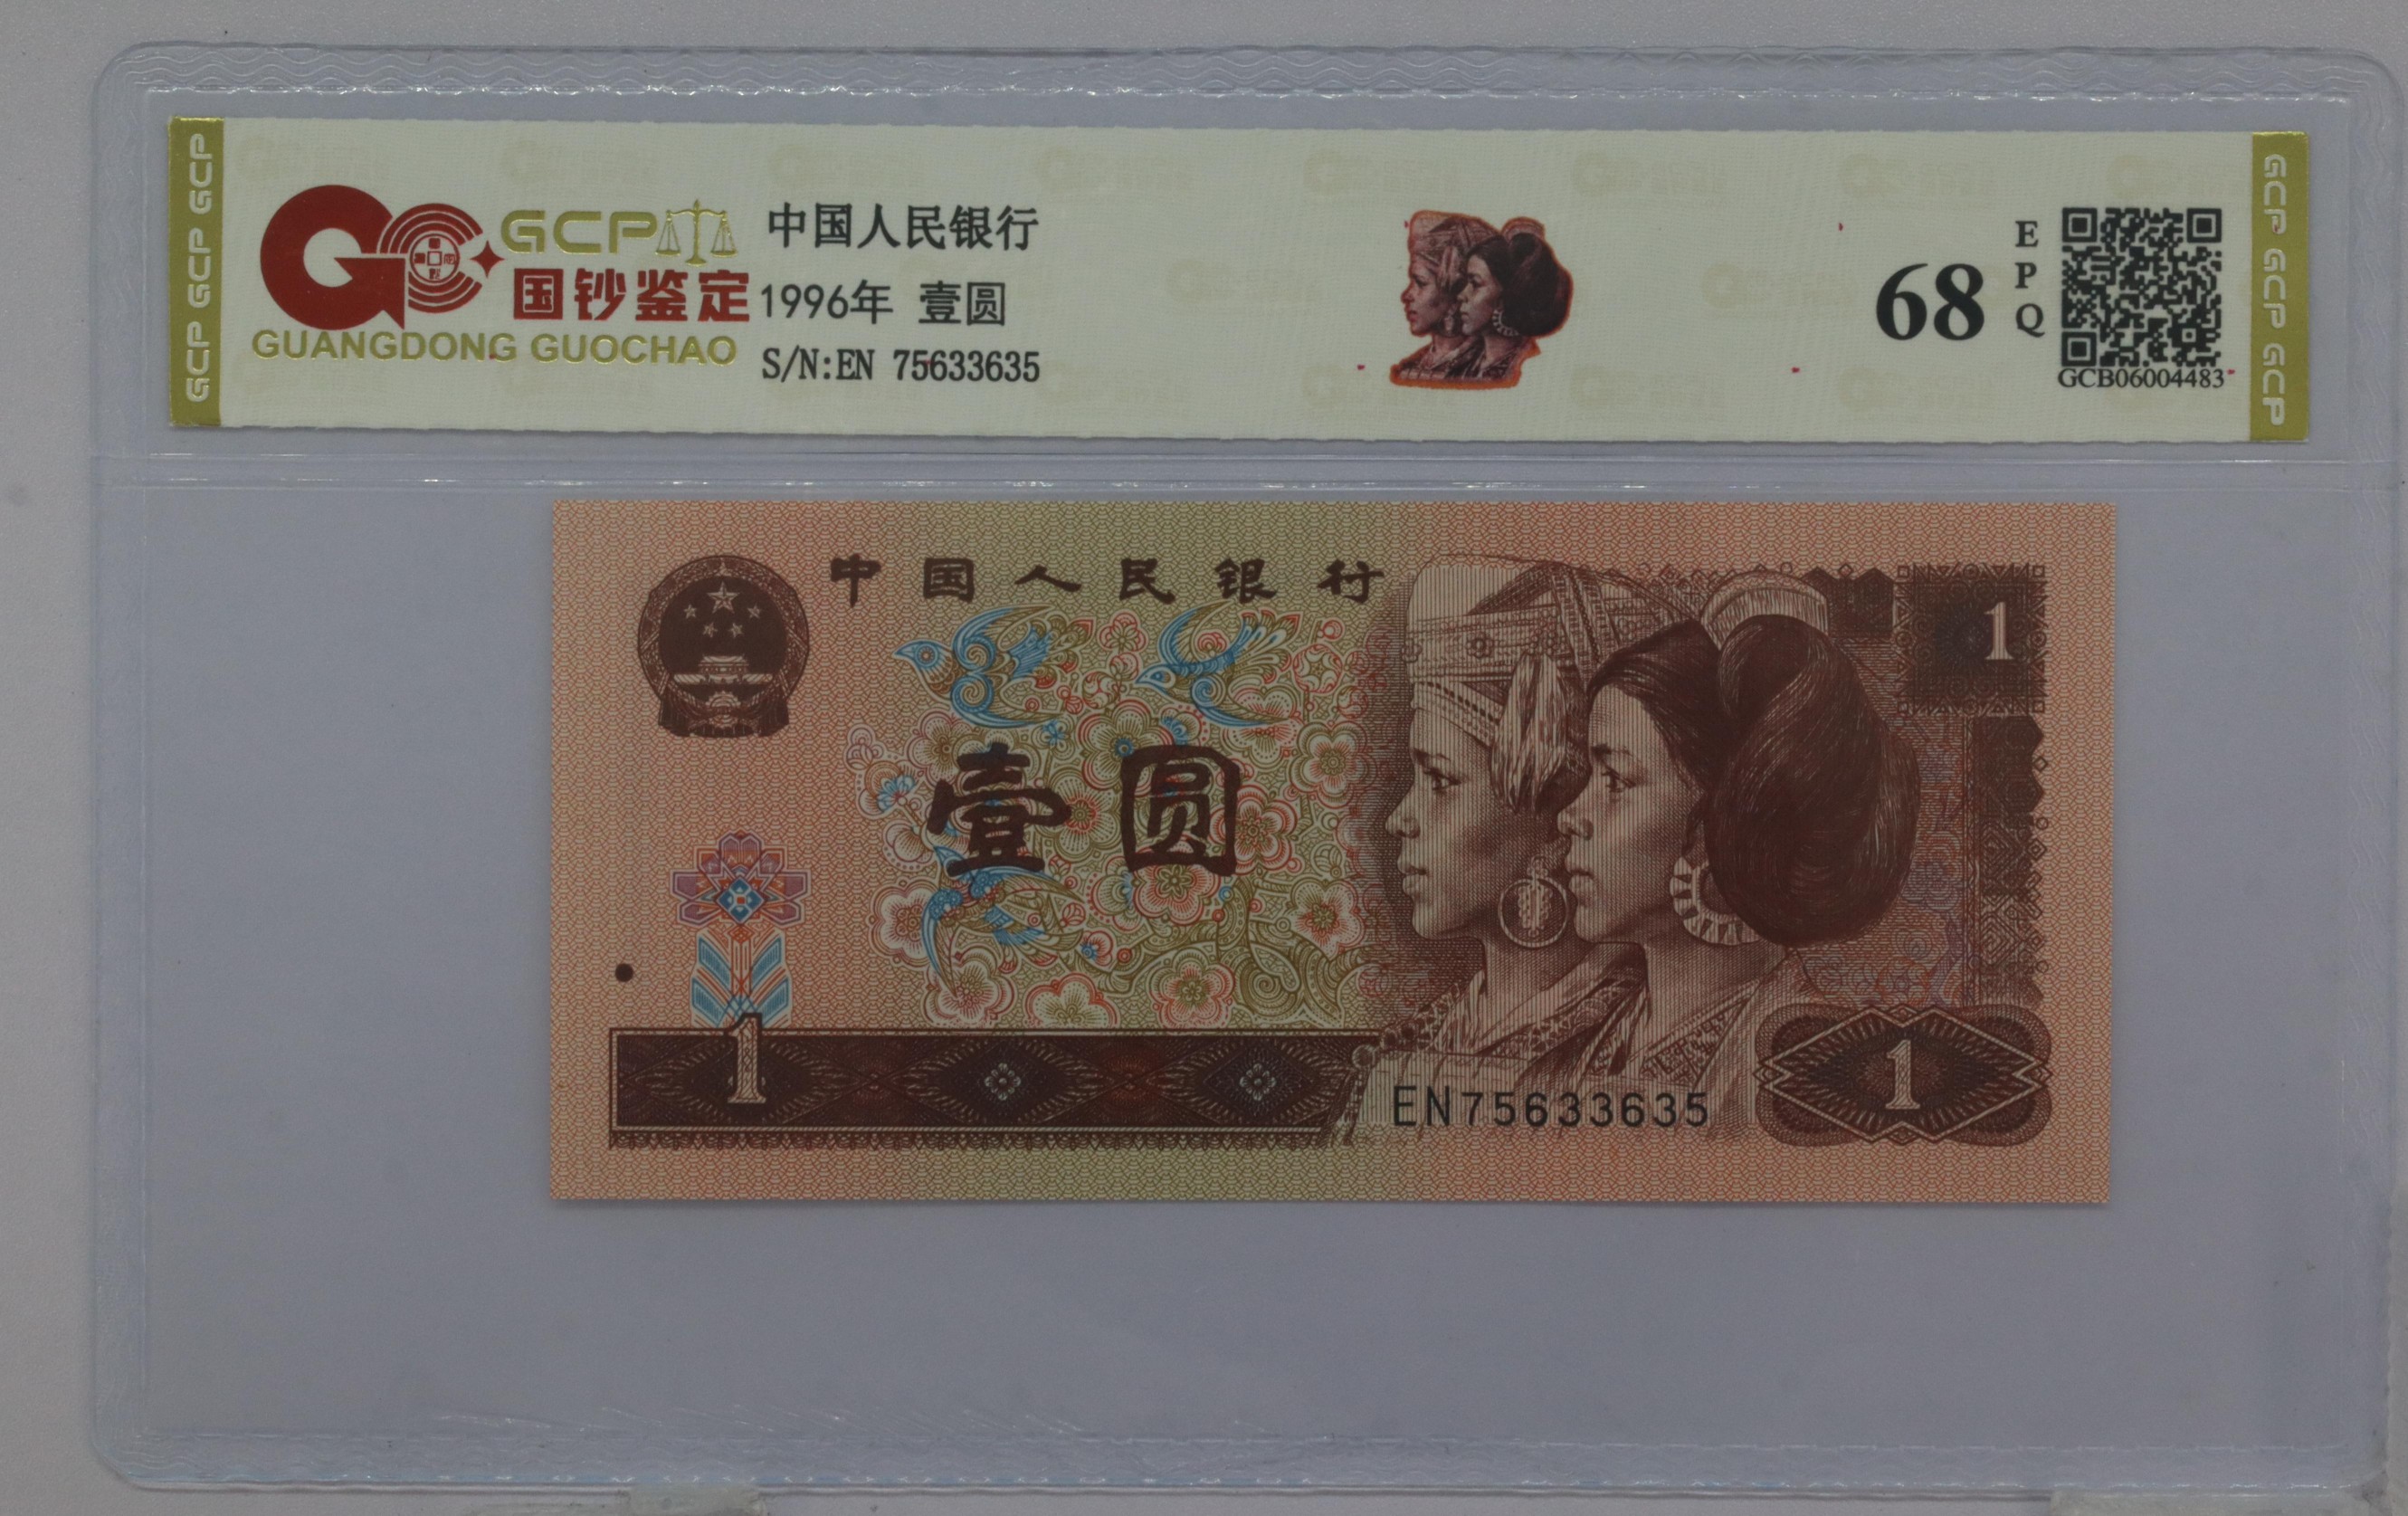 GCP GCP GCP
GCP
国钞鉴定
GUANGDONG GUOCHAO
中国人民银行
1996年 壹圆
S/N:EN 75633635
68
EPQ
GCB06004483
GCP GCP GCP
中国人民银行
1
壹圆
1
EN75633635
1